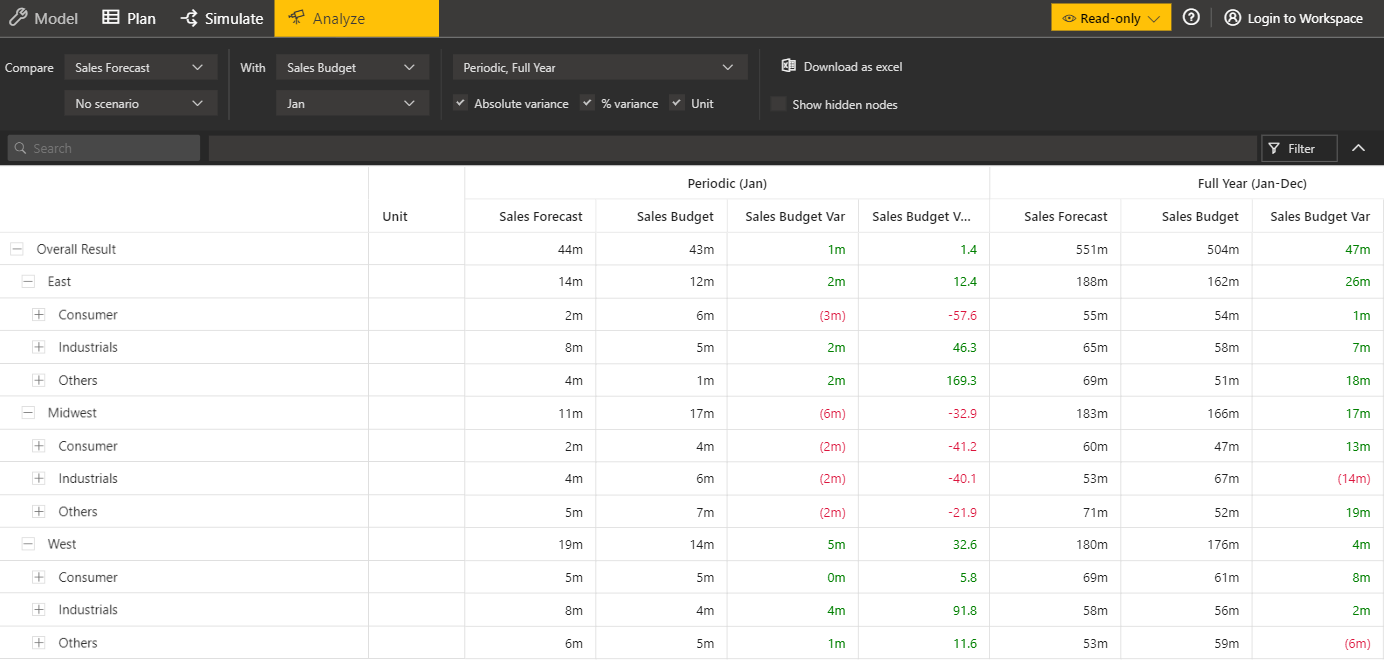 Model Plan Simulate Analyze Read-only Login to Workspace
Compare Sales Forecast With Sales Budget Periodic, Full Year Download as excel
No scenario Jan Absolute variance % variance Unit Show hidden nodes
Search Filter
Periodic (Jan) Full Year (Jan-Dec)
Unit Sales Forecast Sales Budget Sales Budget Var Sales Budget V... Sales Forecast Sales Budget Sales Budget Var
Overall Result 44m 43m 1m 1.4 551m 504m 47m
East 14m 12m 2m 12.4 188m 162m 26m
Consumer 2m 6m (3m) -57.6 55m 54m 1m
Industrials 8m 5m 2m 46.3 65m 58m 7m
Others 4m 1m 2m 169.3 69m 51m 18m
Midwest 11m 17m (6m) -32.9 183m 166m 17m
Consumer 2m 4m (2m) -41.2 60m 47m 13m
Industrials 4m 6m (2m) -40.1 53m 67m (14m)
Others 5m 7m (2m) -21.9 71m 52m 19m
West 19m 14m 5m 32.6 180m 176m 4m
Consumer 5m 5m 0m 5.8 69m 61m 8m
Industrials 8m 4m 4m 91.8 58m 56m 2m
Others 6m 5m 1m 11.6 53m 59m (6m)